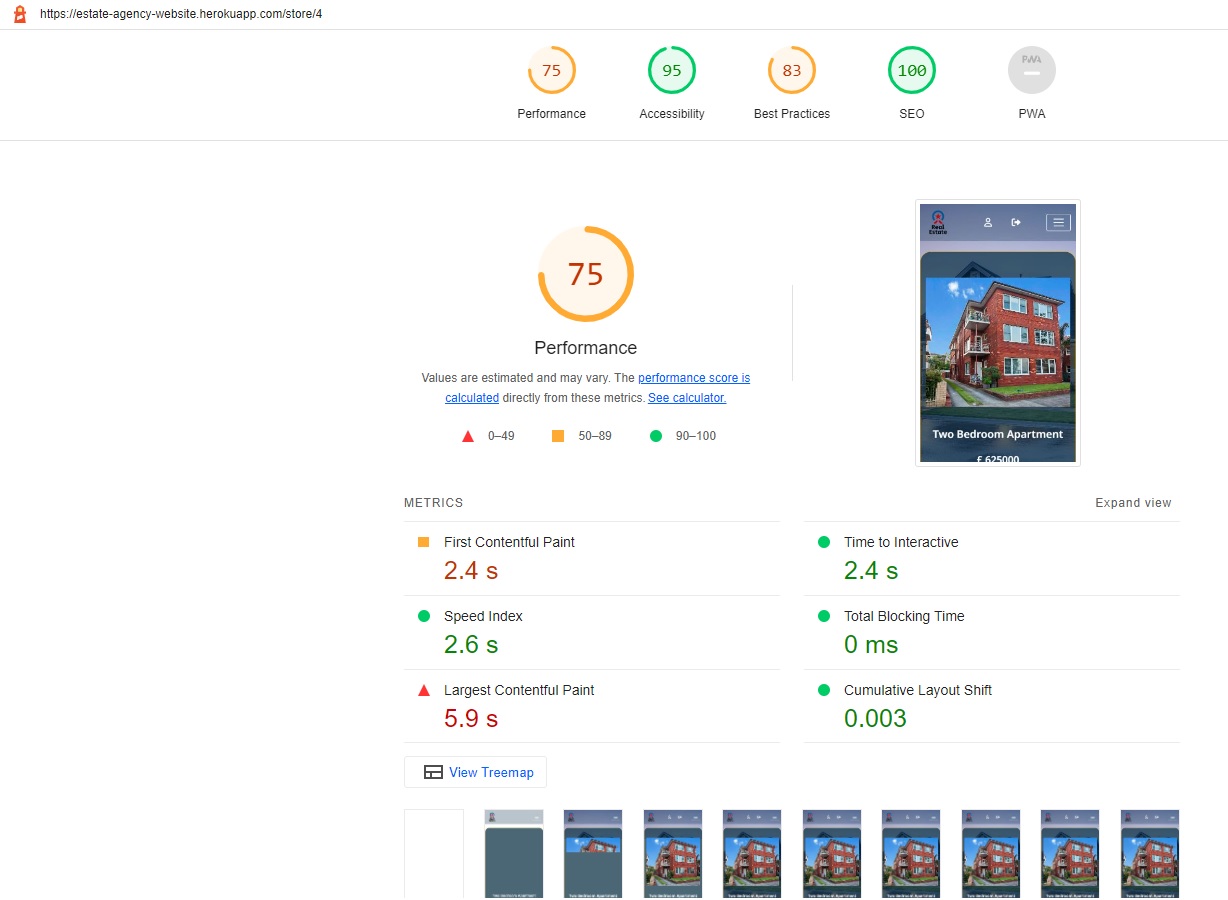 https://estate-agency-website.herokuapp.com/store/4
75 95 83 100 PWA
Performance Accessibility Best Practices SEO PWA
75
Performance
Values are estimated and may vary. The performance score is
calculated directly from these metrics. See calculator.
0–49 50–89 90–100
Real
Estate
Two Bedroom Apartment
£ 625000
METRICS
Expand view
First Contentful Paint
2.4 s
Time to Interactive
2.4 s
Speed Index
2.6 s
Total Blocking Time
0 ms
Largest Contentful Paint
5.9 s
Cumulative Layout Shift
0.003
View Treemap